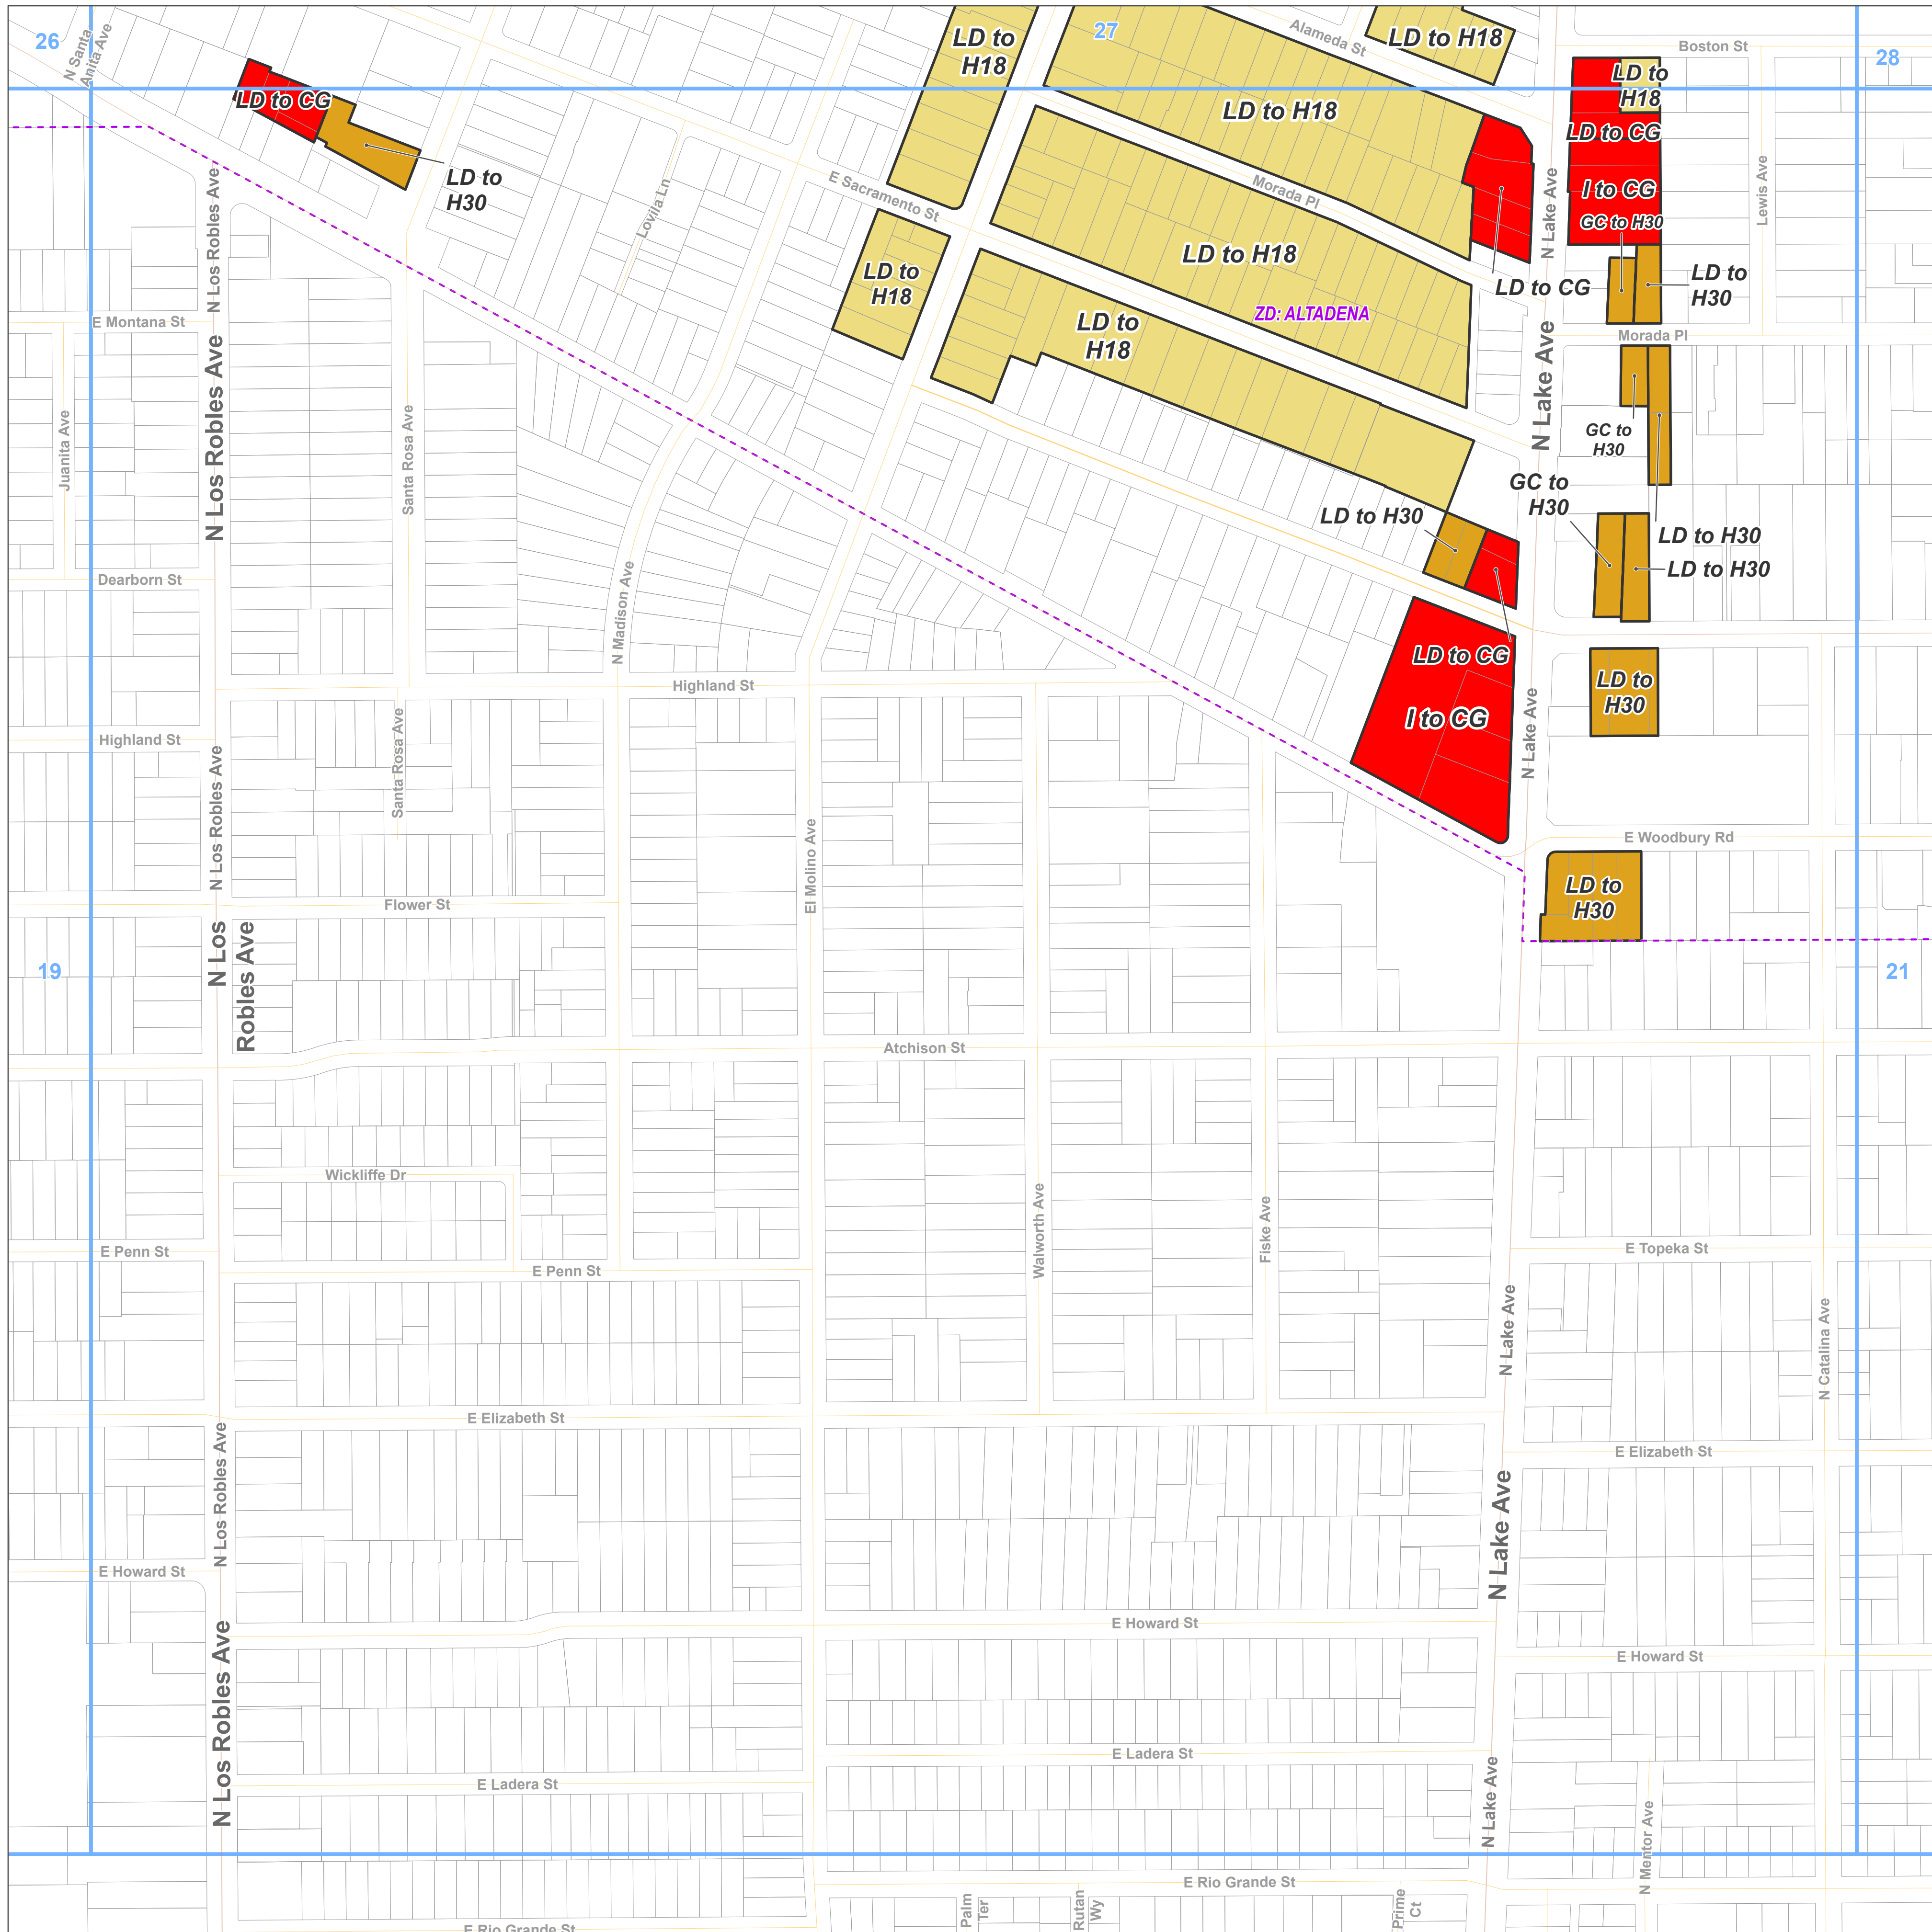 26
N Santa
Anita Ave
LD to
H18
27
Alameda St
LD to H18
Boston St
28
LD to CG
LD to H18
LD to
H18
LD to CG
LD to
H30
Lovila Ln
E Sacramento St
Morada Pl
I to CG
Lewis Ave
N Los Robles Ave
N Lake Ave
GC to H30
LD to
H18
LD to H18
LD to CG
LD to
H30
ZD: ALTADENA
E Montana St
LD to
H18
Morada Pl
N Los Robles Ave
N Lake Ave
Juanita Ave
Santa Rosa Ave
GC to
H30
GC to
H30
LD to H30
LD to H30
LD to H30
Dearborn St
N Madison Ave
LD to CG
Highland St
LD to
H30
I to CG
Highland St
Santa Rosa Ave
N Lake Ave
N Los Robles Ave
E Woodbury Rd
El Molino Ave
LD to
H30
Flower St
N Los
Robles Ave
19
21
Atchison St
Wickliffe Dr
Walworth Ave
Fiske Ave
E Penn St
E Topeka St
E Penn St
N Lake Ave
N Catalina Ave
E Elizabeth St
E Elizabeth St
N Los Robles Ave
N Lake Ave
E Howard St
E Howard St
E Howard St
N Los Robles Ave
E Ladera St
E Ladera St
N Lake Ave
N Mentor Ave
E Rio Grande St
Palm
Ter
Rutan
Wy
Prime
Ct
E Rio Grande St